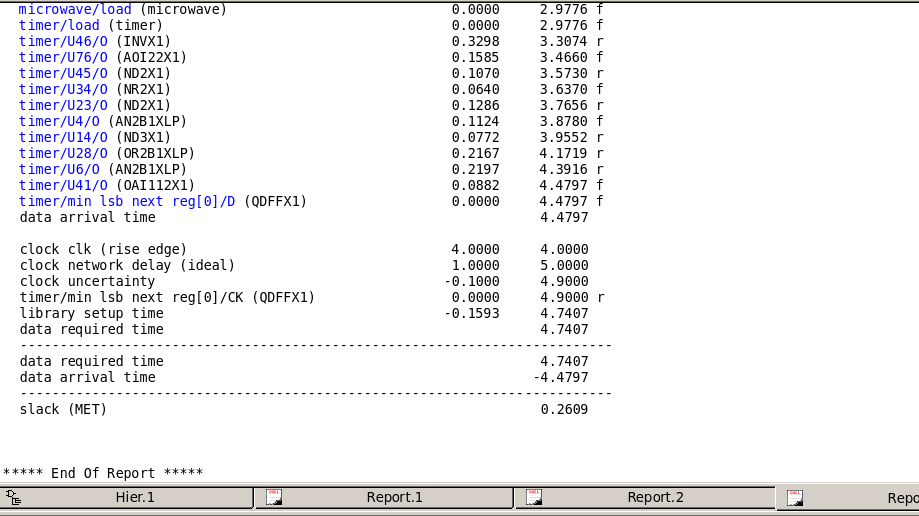 microwave/load (microwave) 0.0000 2.9776 f
timer/load (timer) 0.0000 2.9776 f
timer/U46/O (INVX1) 0.3298 3.3074 r
timer/U76/O (AOI22X1) 0.1585 3.4660 f
timer/U45/O (ND2X1) 0.1070 3.5730 r
timer/U34/O (NR2X1) 0.0640 3.6370 f
timer/U23/O (ND2X1) 0.1286 3.7656 r
timer/U4/O (AN2B1XLP) 0.1124 3.8780 f
timer/U14/O (ND3X1) 0.0772 3.9552 r
timer/U28/O (OR2B1XLP) 0.2167 4.1719 r
timer/U6/O (AN2B1XLP) 0.2197 4.3916 r
timer/U41/O (OAI112X1) 0.0882 4.4797 f
timer/min lsb next reg[0]/D (QDFFX1) 0.0000 4.4797 f
data arrival time 4.4797
clock clk (rise edge) 4.0000 4.0000
clock network delay (ideal) 1.0000 5.0000
clock uncertainty -0.1000 4.9000
timer/min lsb next reg[0]/CK (QDFFX1) 0.0000 4.9000 r
library setup time -0.1593 4.7407
data required time 4.7407
--------------------------------------------------------------------------
data required time 4.7407
data arrival time -4.4797
--------------------------------------------------------------------------
slack (MET) 0.2609
***** End Of Report *****
Hier.1 Report.1 Report.2 Repo